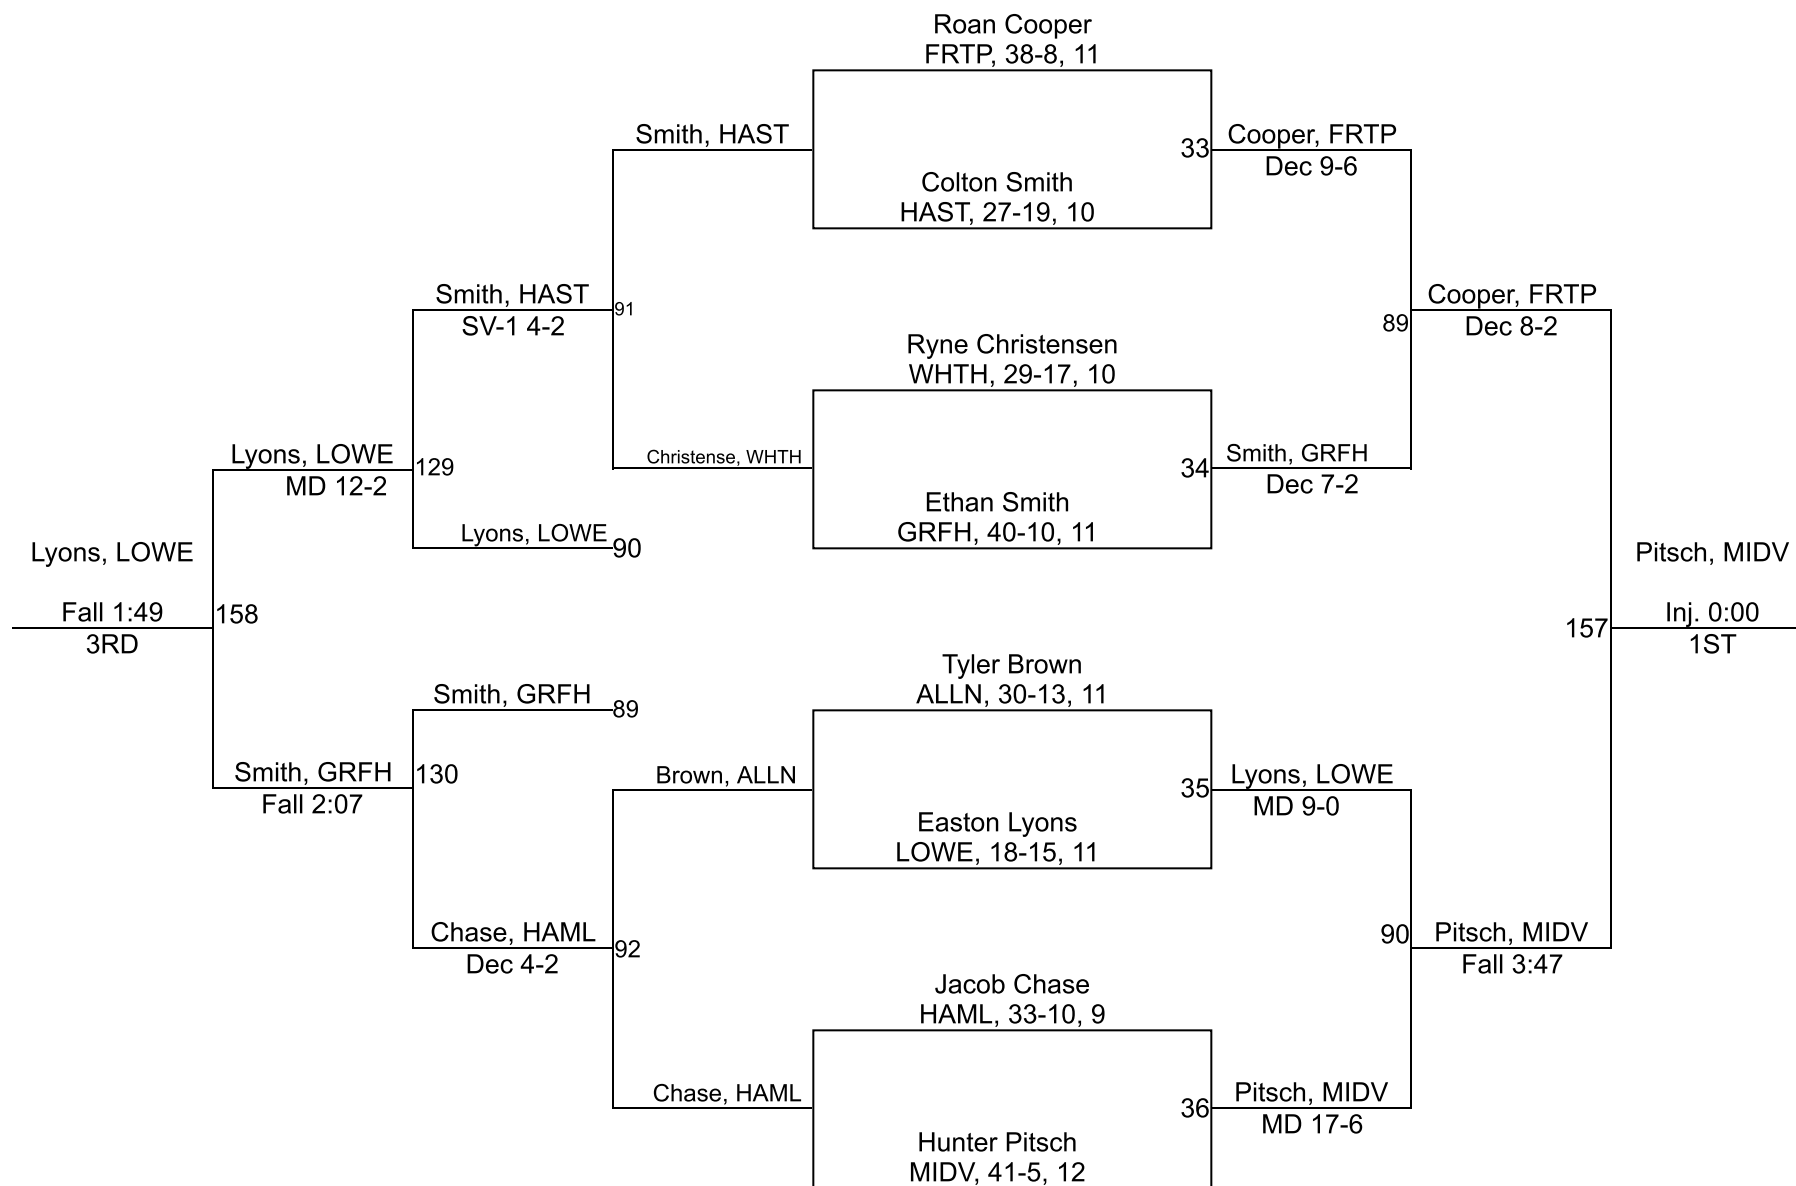 Roan Cooper
FRTP, 38-8, 11
Smith, HAST
33
Cooper, FRTP
Dec 9-6
Colton Smith
HAST, 27-19, 10
Smith, HAST
SV-1 4-2
91
89
Cooper, FRTP
Dec 8-2
Ryne Christensen
WHTH, 29-17, 10
Lyons, LOWE
MD 12-2
129
Christense, WHTH
34
Smith, GRFH
Dec 7-2
Ethan Smith
GRFH, 40-10, 11
Lyons, LOWE
90
Lyons, LOWE
Fall 1:49
3RD
158
Pitsch, MIDV
157
Inj. 0:00
1ST
Tyler Brown
ALLN, 30-13, 11
Smith, GRFH
89
Smith, GRFH
Fall 2:07
130
Brown, ALLN
35
Lyons, LOWE
MD 9-0
Easton Lyons
LOWE, 18-15, 11
Chase, HAML
Dec 4-2
92
90
Pitsch, MIDV
Fall 3:47
Jacob Chase
HAML, 33-10, 9
Chase, HAML
36
Pitsch, MIDV
MD 17-6
Hunter Pitsch
MIDV, 41-5, 12